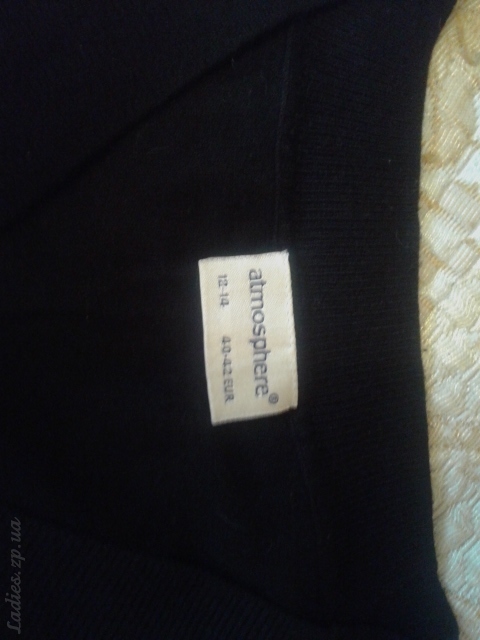 atmosphere®
12-14 40-42 EUR
Ladies.zp.ua